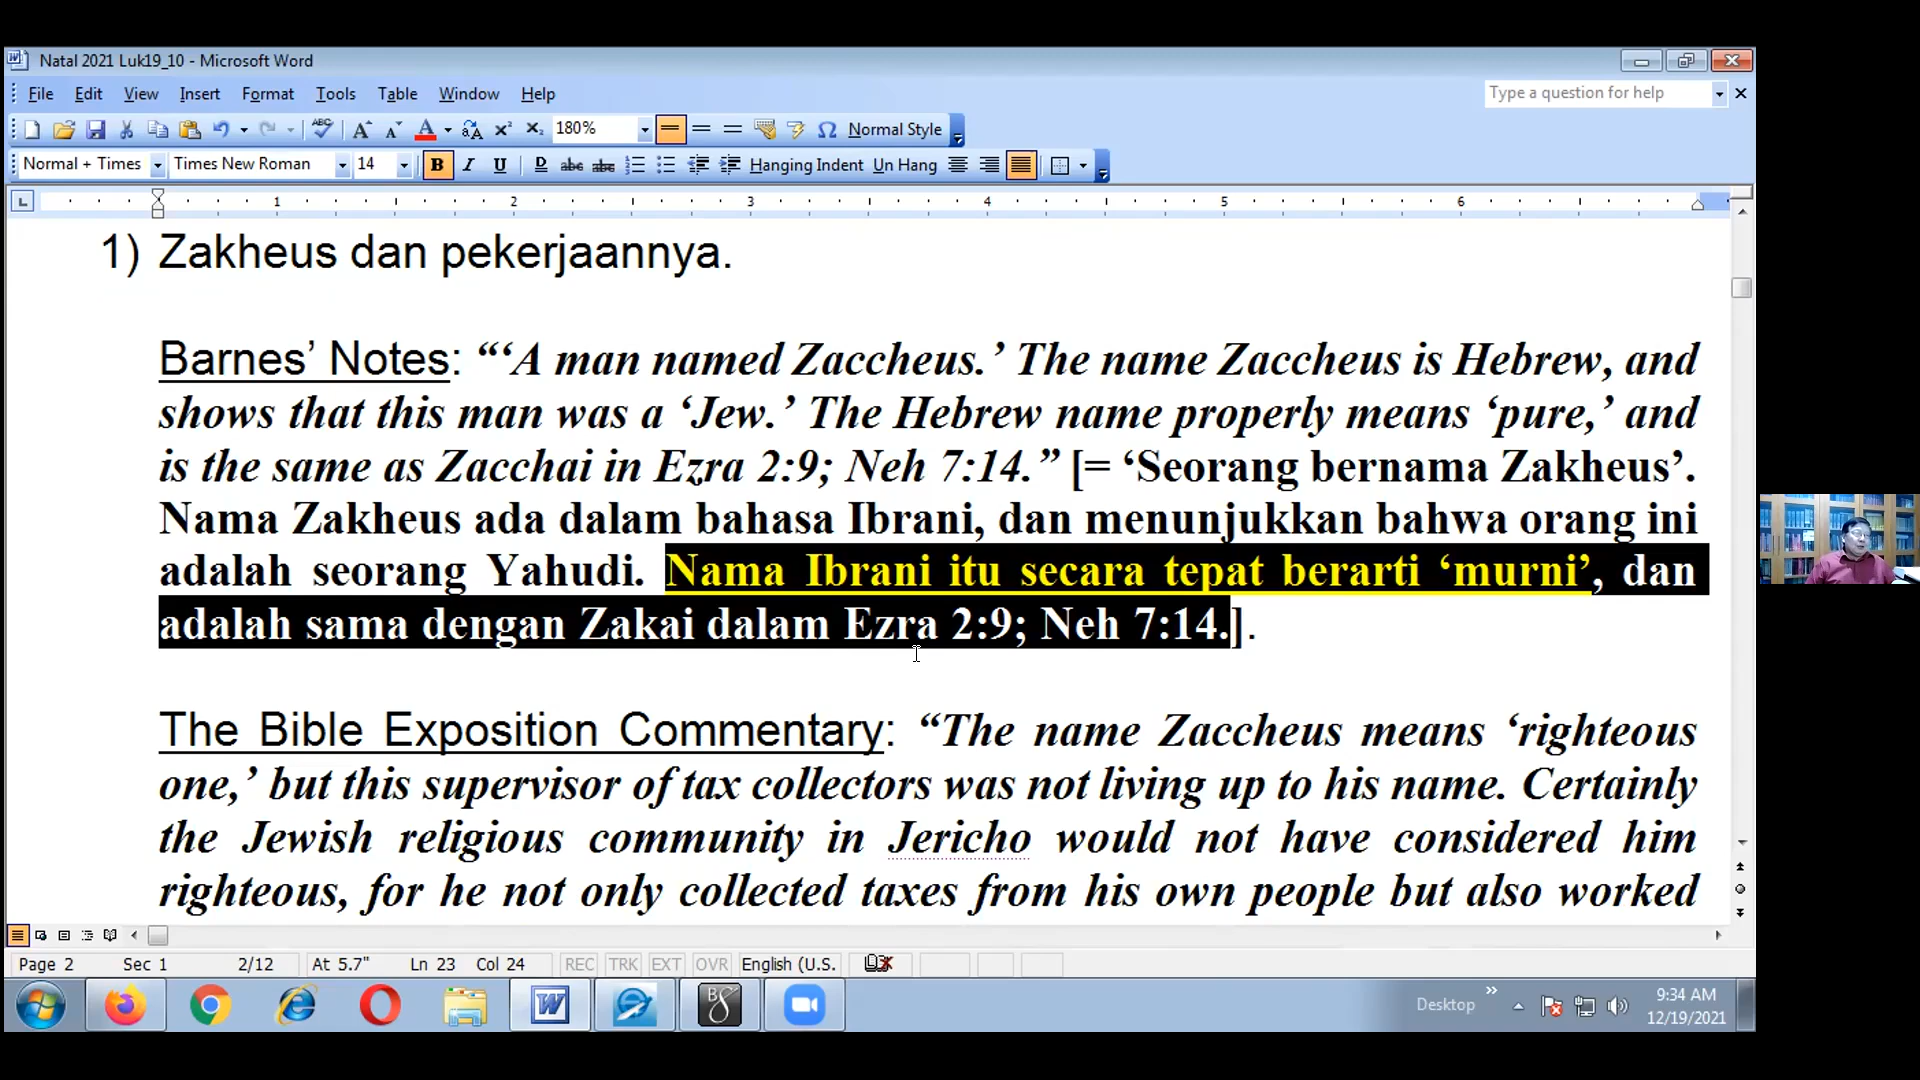 Natal 2021 Luk19_10 - Microsoft Word
File Edit View Insert Format Tools Table Window Help
Type a question for help
180% Normal Style
Normal + Times Times New Roman 14 B I U Hanging Indent Un Hang
1 2 3 4 5 6
1) Zakheus dan pekerjaannya.
Barnes’ Notes: “‘A man named Zaccheus.’ The name Zaccheus is Hebrew, and
shows that this man was a ‘Jew.’ The Hebrew name properly means ‘pure,’ and
is the same as Zacchai in Ezra 2:9; Neh 7:14.” [= ‘Seorang bernama Zakheus’.
Nama Zakheus ada dalam bahasa Ibrani, dan menunjukkan bahwa orang ini
adalah seorang Yahudi. Nama Ibrani itu secara tepat berarti ‘murni’, dan
adalah sama dengan Zakai dalam Ezra 2:9; Neh 7:14.].
The Bible Exposition Commentary: “The name Zaccheus means ‘righteous
one,’ but this supervisor of tax collectors was not living up to his name. Certainly
the Jewish religious community in Jericho would not have considered him
righteous, for he not only collected taxes from his own people but also worked
Page 2 Sec 1 2/12 At 5.7" Ln 23 Col 24 REC TRK EXT OVR English (U.S.
Desktop 9:34 AM
12/19/2021